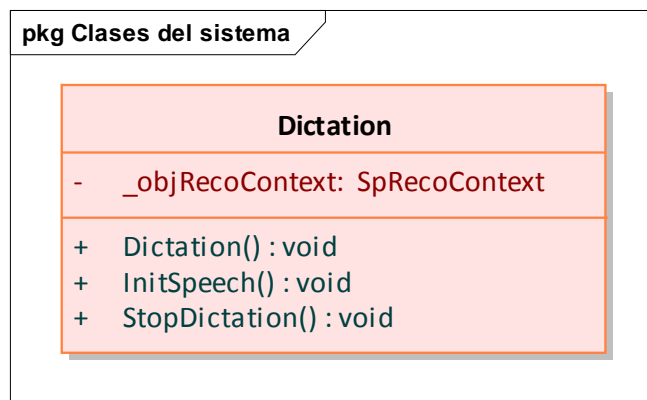 pkg Clases del sistema
Dictation
- _objRecoContext: SpRecoContext
+ Dictation() : void
+ InitSpeech() : void
+ StopDictation() : void